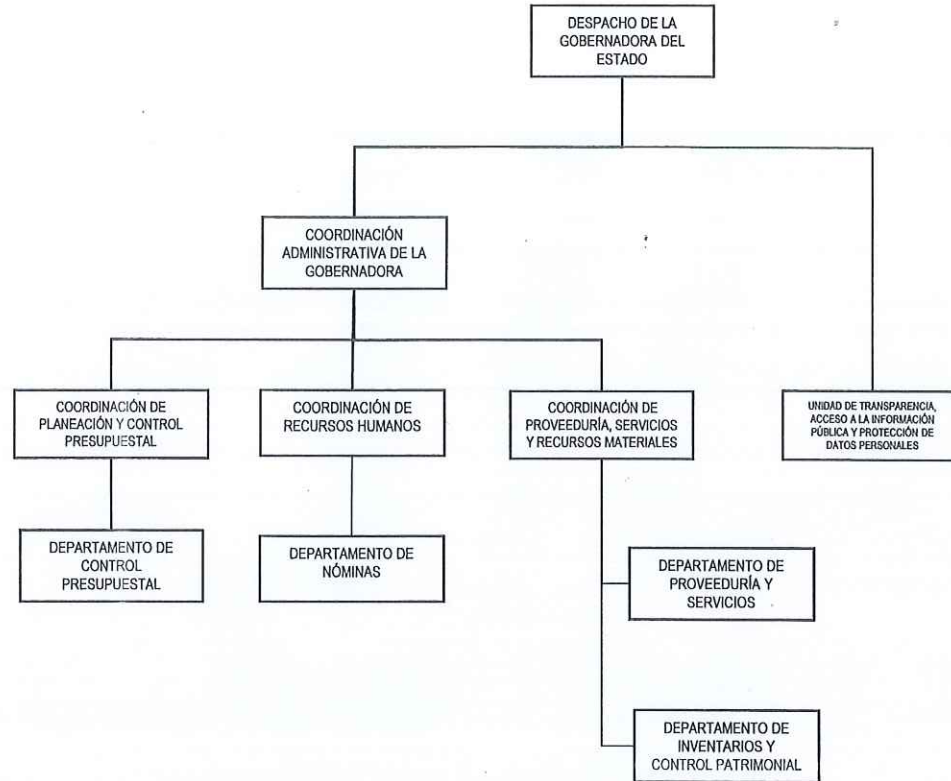 DESPACHO DE LA
GOBERNADORA DEL
ESTADO
COORDINACIÓN
ADMINISTRATIVA DE LA
GOBERNADORA
COORDINACIÓN DE
PLANEACIÓN Y CONTROL
PRESUPUESTAL
COORDINACIÓN DE
RECURSOS HUMANOS
COORDINACIÓN DE
PROVEEDURÍA, SERVICIOS
Y RECURSOS MATERIALES
UNIDAD DE TRANSPARENCIA,
ACCESO A LA INFORMACIÓN
PÚBLICA Y PROTECCIÓN DE
DATOS PERSONALES
DEPARTAMENTO DE
CONTROL
PRESUPUESTAL
DEPARTAMENTO DE
NÓMINAS
DEPARTAMENTO DE
PROVEEDURÍA Y
SERVICIOS
DEPARTAMENTO DE
INVENTARIOS Y
CONTROL PATRIMONIAL